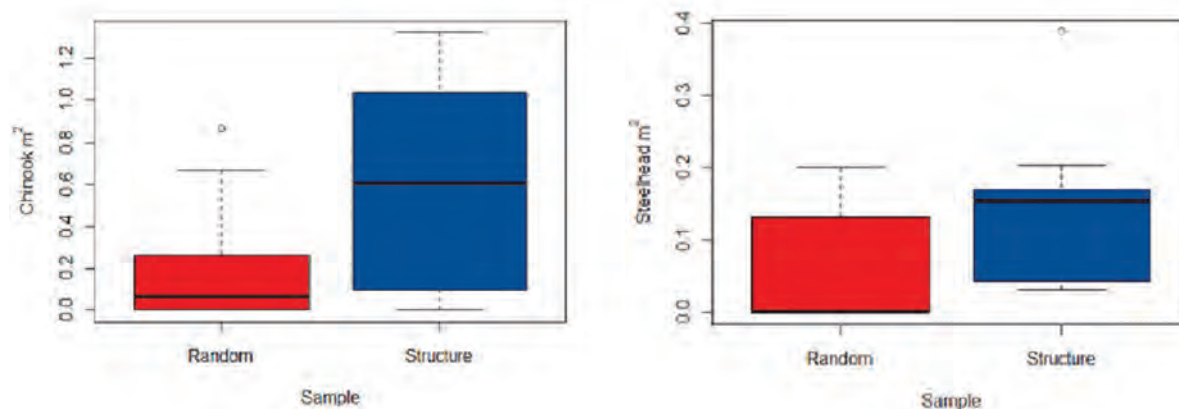 Chinook m²
1.2
1.0
0.8
0.6
0.4
0.2
0.0
Random Structure
Sample
Steelhead m²
0.4
0.3
0.2
0.1
0.0
Random Structure
Sample